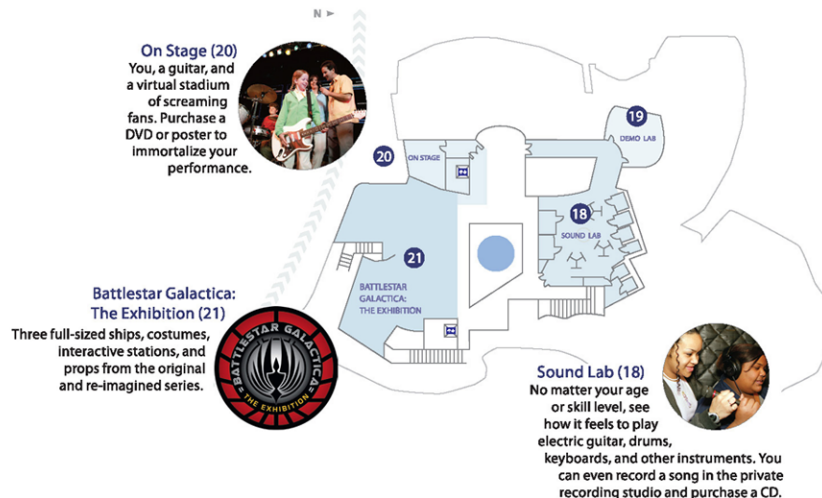 N ►
On Stage (20)
You, a guitar, and
a virtual stadium
of screaming
fans. Purchase a
DVD or poster to
immortalize your
performance.
19
DEMO LAB
20
ON STAGE
18
SOUND LAB
21
BATTLESTAR
GALACTICA:
THE EXHIBITION
Battlestar Galactica:
The Exhibition (21)
Three full-sized ships, costumes,
interactive stations, and
props from the original
and re-imagined series.
BATTLESTAR GALACTICA
THE EXHIBITION
Sound Lab (18)
No matter your age
or skill level, see
how it feels to play
electric guitar, drums,
keyboards, and other instruments. You
can even record a song in the private
recording studio and purchase a CD.